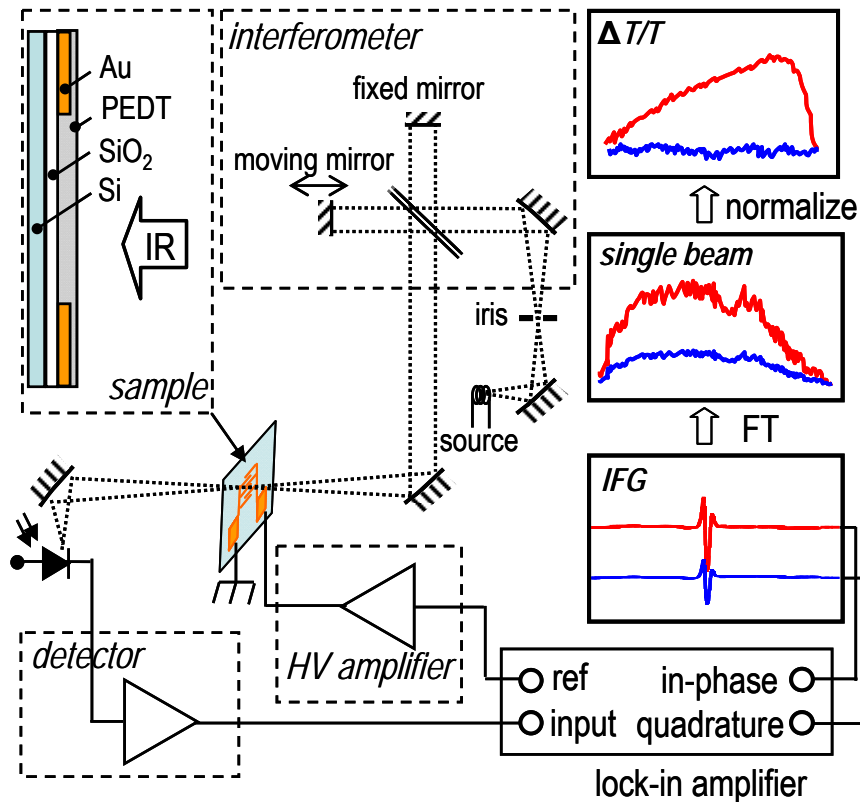 Au
PEDT
SiO₂
Si
IR
sample
interferometer
fixed mirror
moving mirror
iris
source
ΔT/T
normalize
single beam
FT
IFG
detector
HV amplifier
ref
input
in-phase
quadrature
lock-in amplifier